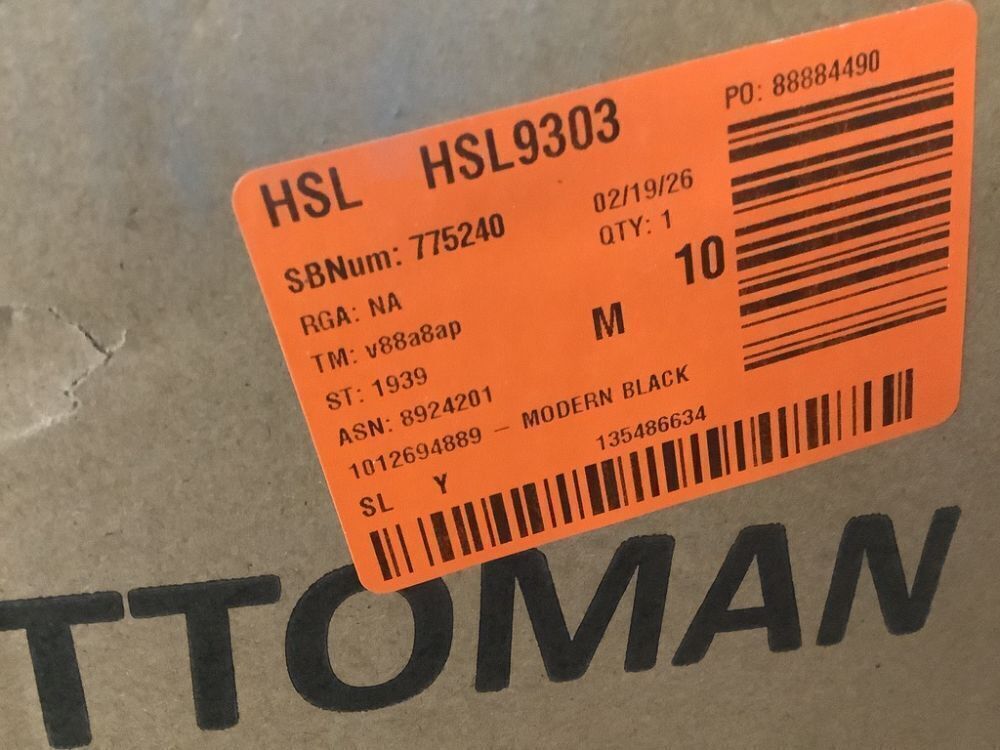 HSL HSL9303 PO: 88884490
SBNum: 775240 02/19/26
RGA: NA QTY: 1
TM: v88a8ap M 10
ST: 1939
ASN: 8924201
1012694889 - MODERN BLACK
SL Y 135486634
TTOMAN